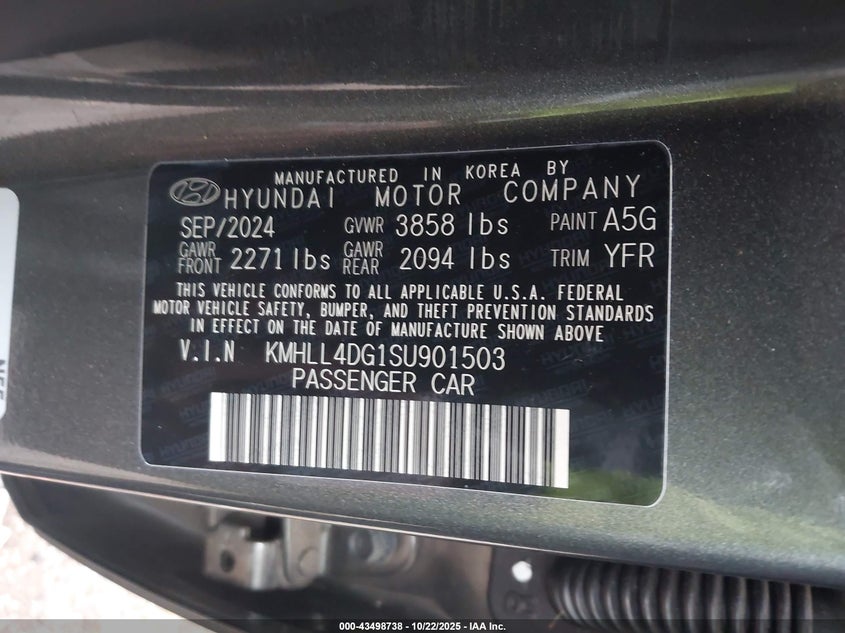 MANUFACTURED IN KOREA BY
HYUNDAI MOTOR COMPANY
SEP/2024 GVWR 3858 lbs PAINT A5G
GAWR FRONT 2271 lbs GAWR REAR 2094 lbs TRIM YFR
THIS VEHICLE CONFORMS TO ALL APPLICABLE U.S.A. FEDERAL
MOTOR VEHICLE SAFETY, BUMPER, AND THEFT PREVENTION STANDARDS
IN EFFECT ON THE DATE OF MANUFACTURE SHOWN ABOVE
V.I.N KMHLL4DG1SU901503
PASSENGER CAR
000-43498738 - 10/22/2025 - IAA Inc.